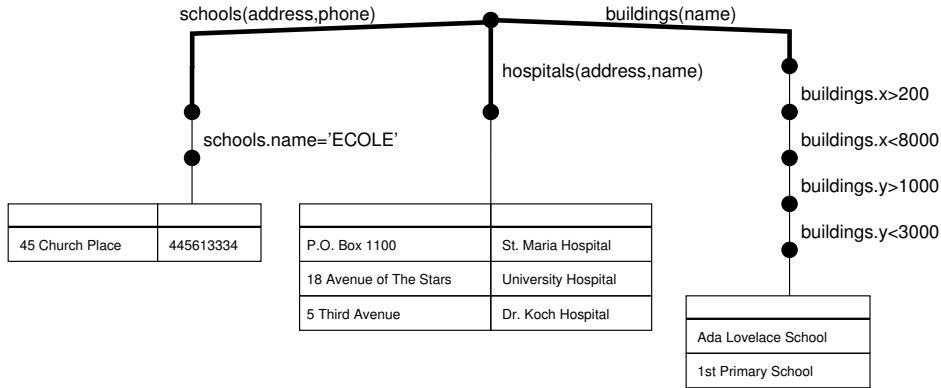 schools(address,phone)
buildings(name)
hospitals(address,name)
buildings.x>200
schools.name='ECOLE'
buildings.x<8000
buildings.y>1000
buildings.y<3000
45 Church Place 445613334
P.O. Box 1100 St. Maria Hospital
18 Avenue of The Stars University Hospital
5 Third Avenue Dr. Koch Hospital
Ada Lovelace School
1st Primary School